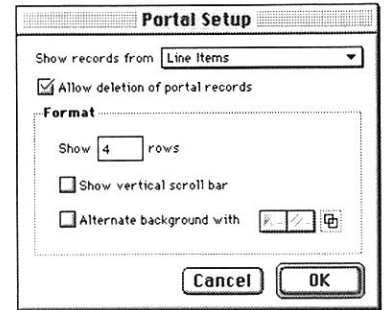 Portal Setup
Show records from Line Items
Allow deletion of portal records
Format
Show 4 rows
Show vertical scroll bar
Alternate background with
Cancel OK